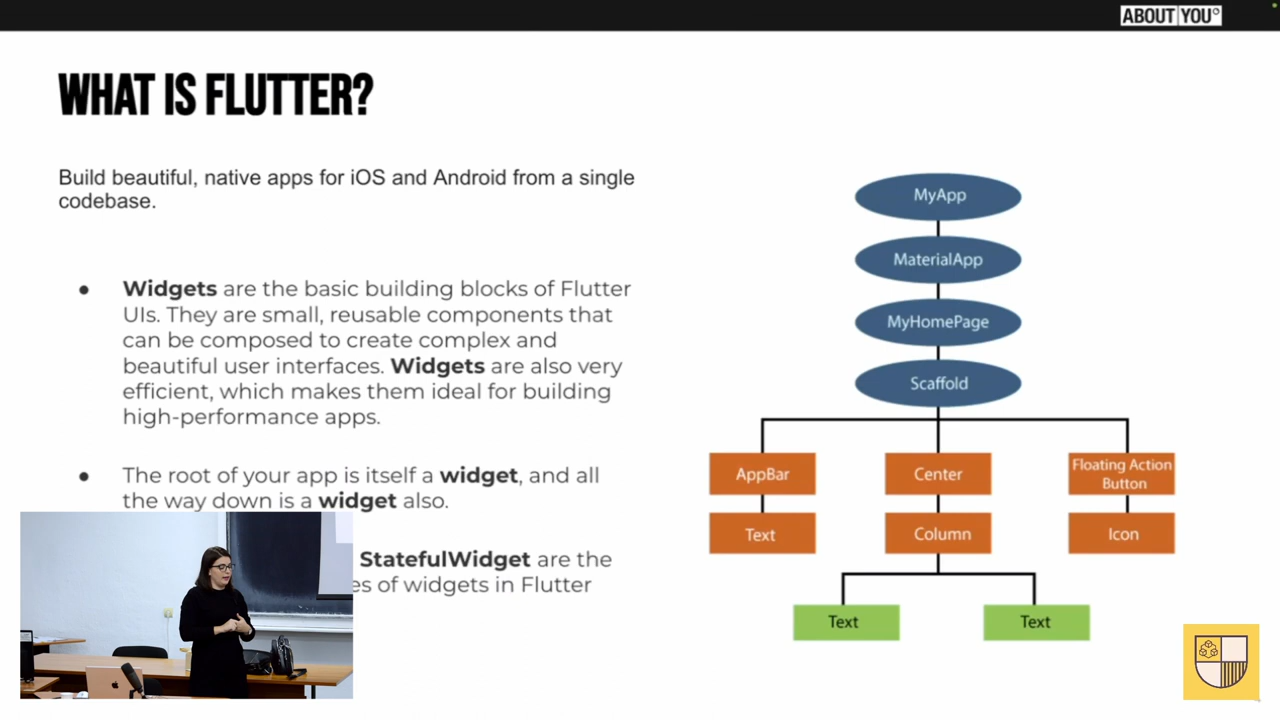 ABOUT YOU°
WHAT IS FLUTTER?
Build beautiful, native apps for iOS and Android from a single
codebase.
● Widgets are the basic building blocks of Flutter
UIs. They are small, reusable components that
can be composed to create complex and
beautiful user interfaces. Widgets are also very
efficient, which makes them ideal for building
high-performance apps.
● The root of your app is itself a widget, and all
the way down is a widget also.
StatefulWidget are the
es of widgets in Flutter
MyApp
MaterialApp
MyHomePage
Scaffold
AppBar
Center
Floating Action
Button
Text
Column
Icon
Text
Text